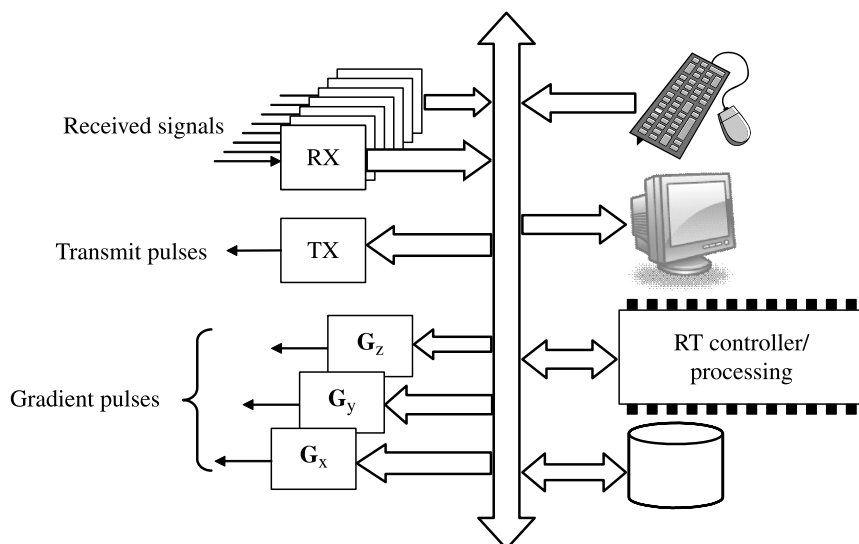 Received signals
RX
Transmit pulses
TX
Gradient pulses
Gz
Gy
Gx
RT controller/
processing